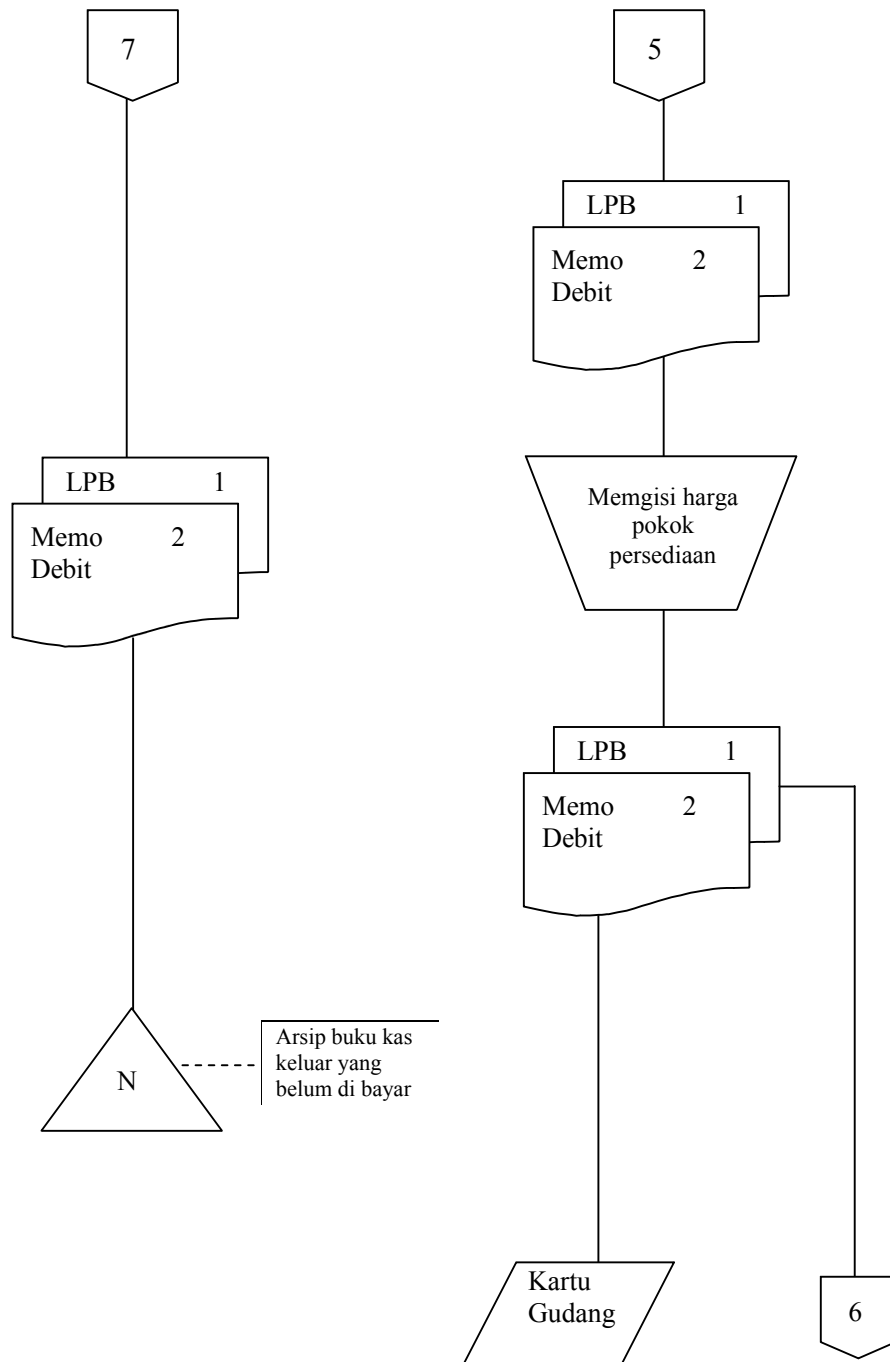 7
LPB 1
Memo 2
Debit
N
Arsip buku kas
keluar yang
belum di bayar
5
LPB 1
Memo 2
Debit
Memgisi harga
pokok
persediaan
LPB 1
Memo 2
Debit
Kartu
Gudang
6